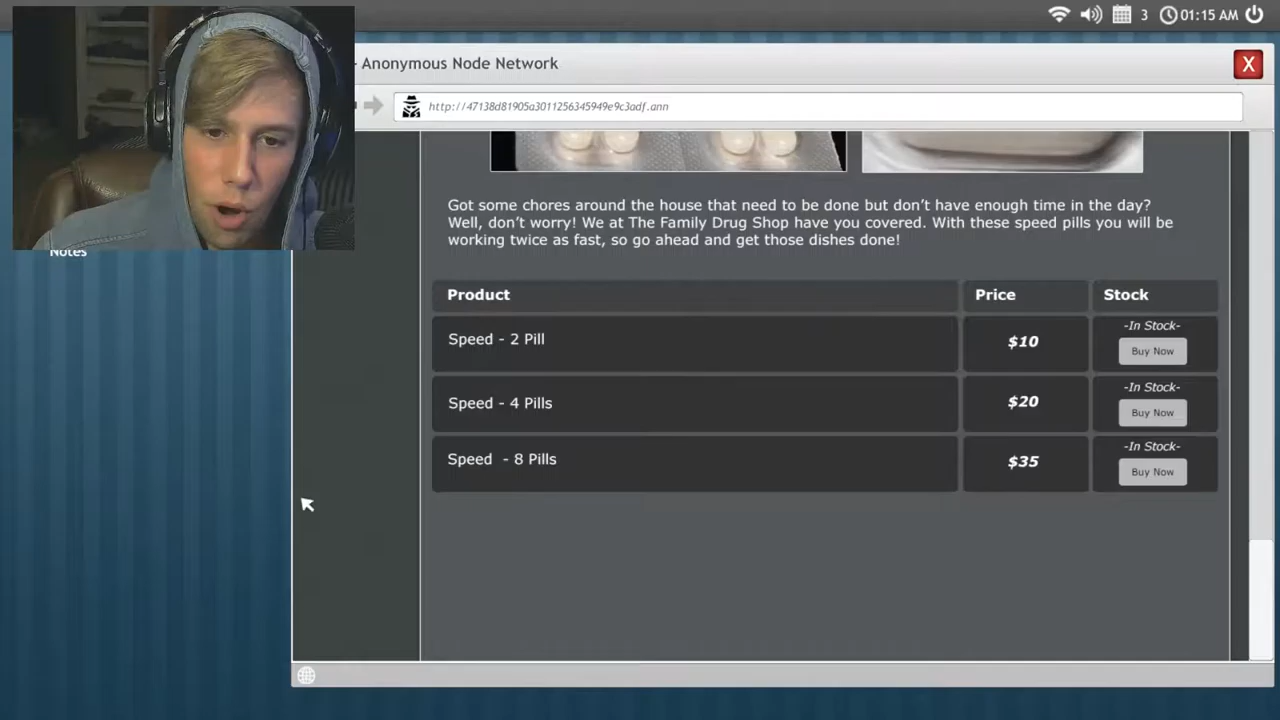 3 01:15 AM
- Anonymous Node Network
X
http://47138d81905a3011256345949e9c3adf.ann
Notes
Got some chores around the house that need to be done but don't have enough time in the day?
Well, don't worry! We at The Family Drug Shop have you covered. With these speed pills you will be
working twice as fast, so go ahead and get those dishes done!
Product Price Stock
Speed - 2 Pill $10 -In Stock-
Buy Now
Speed - 4 Pills $20 -In Stock-
Buy Now
Speed - 8 Pills $35 -In Stock-
Buy Now